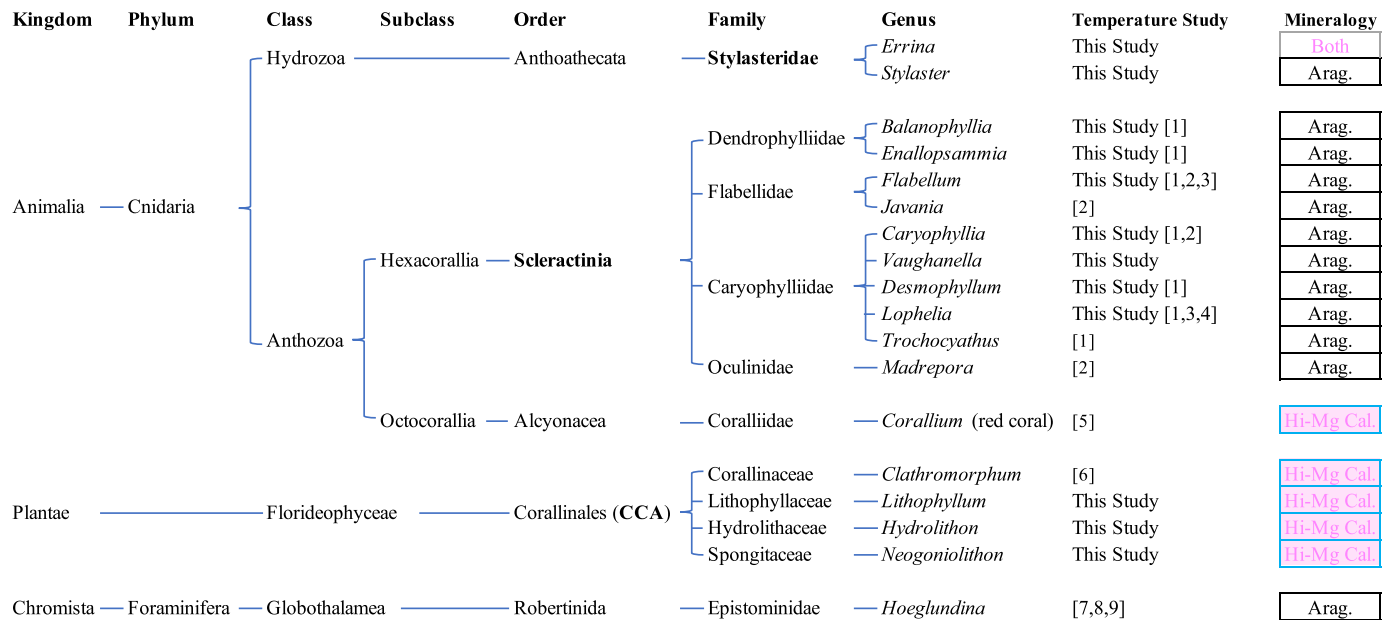 Kingdom Phylum Class Subclass Order Family Genus Temperature Study Mineralogy
Errina This Study Both
Hydrozoa Anthoathecata Stylasteridae
Stylaster This Study Arag.
Balanophyllia This Study [1] Arag.
Dendrophylliidae
Enallopsammia This Study [1] Arag.
Flabellum This Study [1,2,3] Arag.
Flabellidae
Animalia Cnidaria Javania [2] Arag.
Caryophyllia This Study [1,2] Arag.
Hexacorallia Scleractinia Vaughanella This Study Arag.
Caryophylliidae Desmophyllum This Study [1] Arag.
Lophelia This Study [1,3,4] Arag.
Anthozoa Trochocyathus [1] Arag.
Oculinidae Madrepora [2] Arag.
Octocorallia Alcyonacea Coralliidae Corallium (red coral) [5] Hi-Mg Cal.
Corallinaceae Clathromorphum [6] Hi-Mg Cal.
Lithophyllaceae Lithophyllum This Study Hi-Mg Cal.
Plantae Florideophyceae Corallinales (CCA)
Hydrolithaceae Hydrolithon This Study Hi-Mg Cal.
Spongitaceae Neogoniolithon This Study Hi-Mg Cal.
Chromista Foraminifera Globothalamea Robertinida Epistominidae Hoeglundina [7,8,9] Arag.